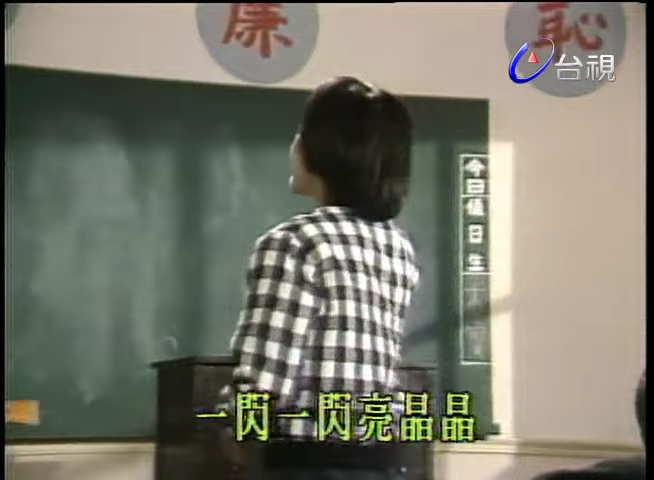 廉
恥
台視
今日值日生
一閃一閃亮晶晶